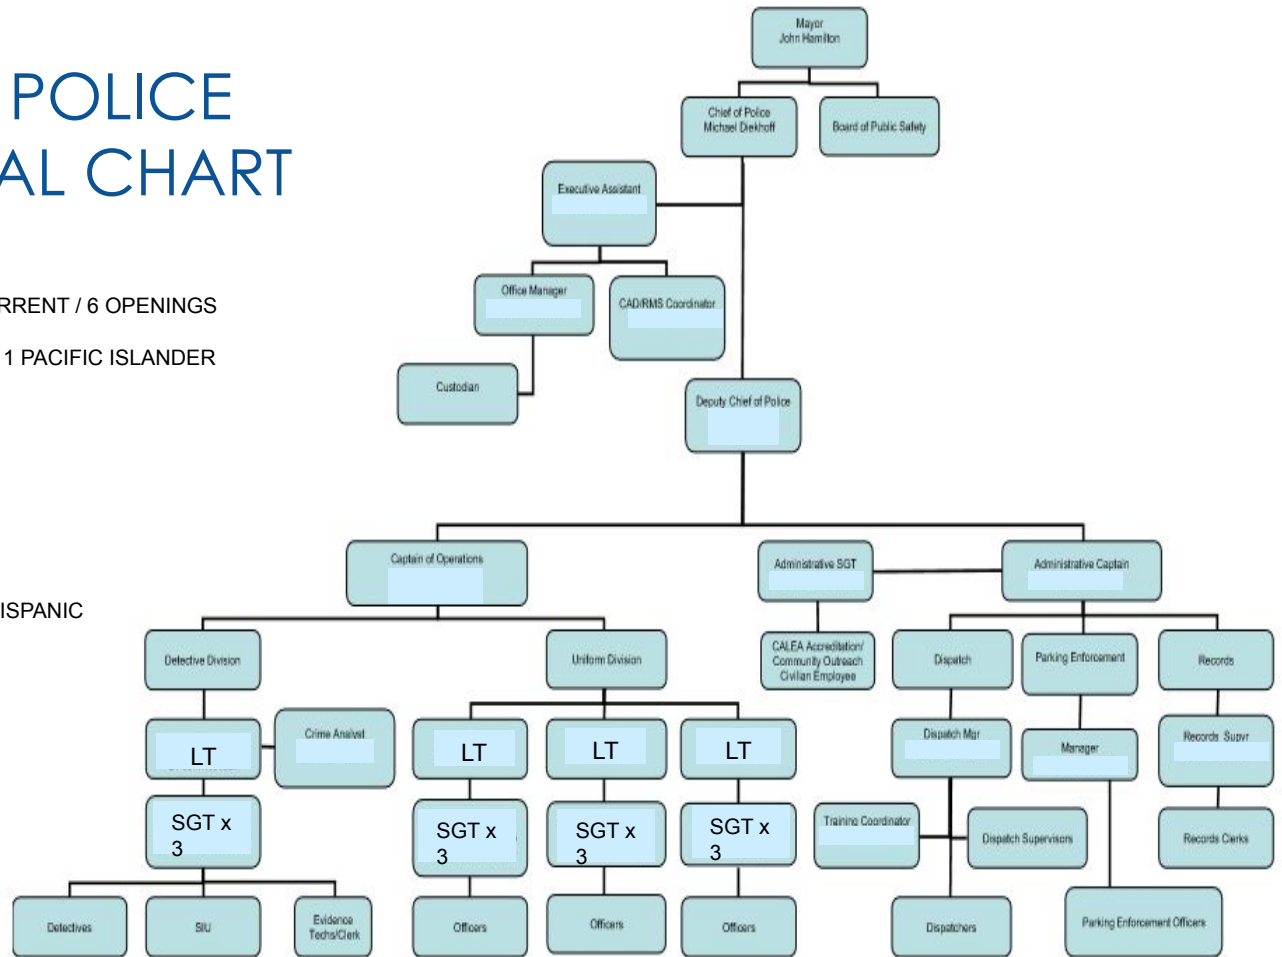 POLICE
AL CHART
RRENT / 6 OPENINGS
1 PACIFIC ISLANDER
ISPANIC
Mayor
John Hamilton
Chief of Police
Michael Diekhoff
Board of Public Safety
Executive Assistant
Office Manager
CAD/RMS Coordinator
Custodian
Deputy Chief of Police
Captain of Operations
Administrative SGT
Administrative Captain
Detective Division
Uniform Division
CALEA Accreditation/
Community Outreach
Civilian Employee
Dispatch
Parking Enforcement
Records
LT
Crime Analyst
LT
LT
LT
Dispatch Mgr
Manager
Records Supvr
SGT x
3
SGT x
3
SGT x
3
SGT x
3
Training Coordinator
Dispatch Supervisors
Records Clerks
Detectives
SIU
Evidence
Techs/Clerk
Officers
Officers
Officers
Dispatchers
Parking Enforcement Officers